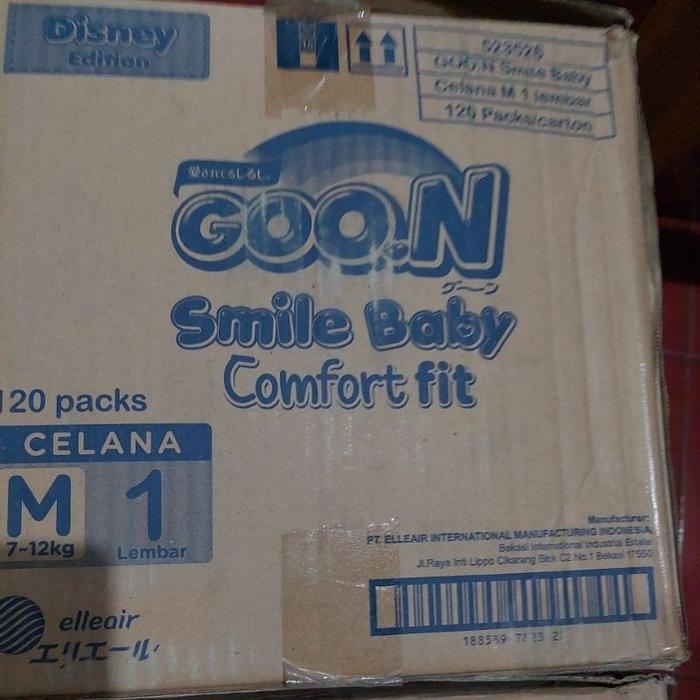 Disney
Edition
523526
GOO.N Smile Baby
Celana M 1 lembar
120 Packs/carton
GOO.N
グーン
Smile Baby
Comfort fit
120 packs
CELANA
M 1
7~12kg Lembar
Manufacturer:
PT. ELLEAIR INTERNATIONAL MANUFACTURING INDONESIA,
Bekasi International Industrial Estate
Jl.Raya Inti Lippo Cikarang Blok C2 No.1 Bekasi 17550
elleair
エリエール
188589